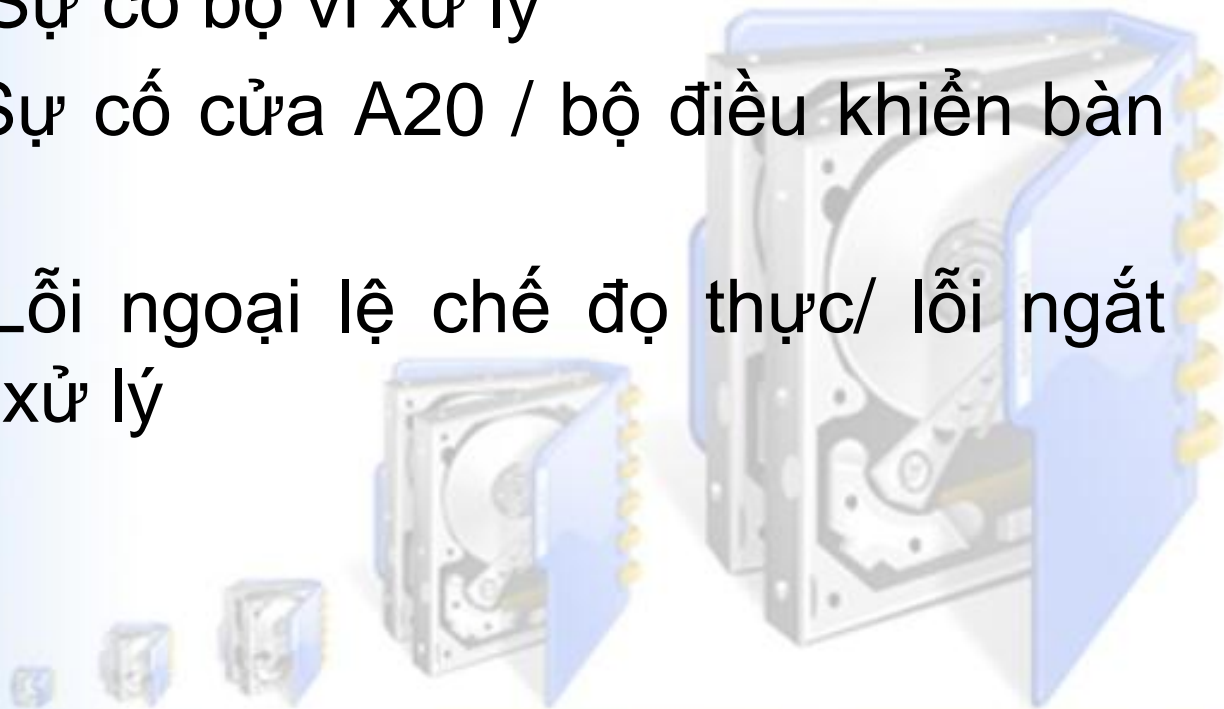 Sự cố bộ vi xử lý
Sự cố cửa A20 / bộ điều khiển bàn
Lỗi ngoại lệ chế đọ thực/ lỗi ngắt
xử lý